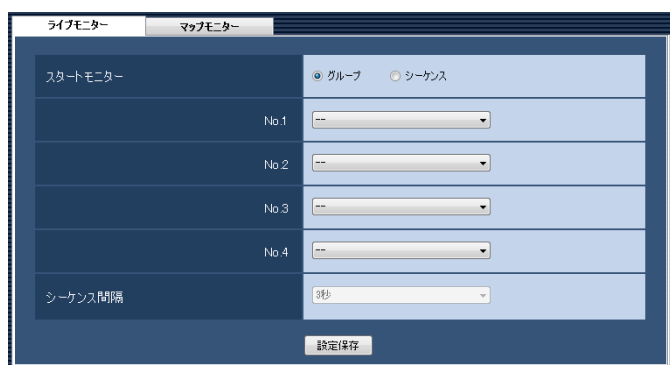 ライブモニター マップモニター
スタートモニター グループ シーケンス
No.1 --
No.2 --
No.3 --
No.4 --
シーケンス間隔 3秒
設定保存